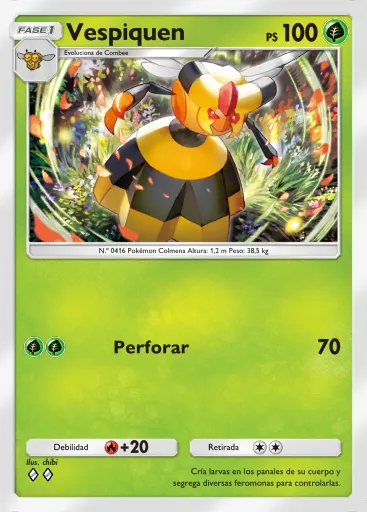 FASE 1
Vespiquen
PS 100
Evoluciona de Combee
N.º 0416 Pokémon Colmena Altura: 1,2 m Peso: 38,5 kg
Perforar 70
Debilidad +20 Retirada
Ilus. chibi
Cría larvas en los panales de su cuerpo y
segrega diversas feromonas para controlarlas.